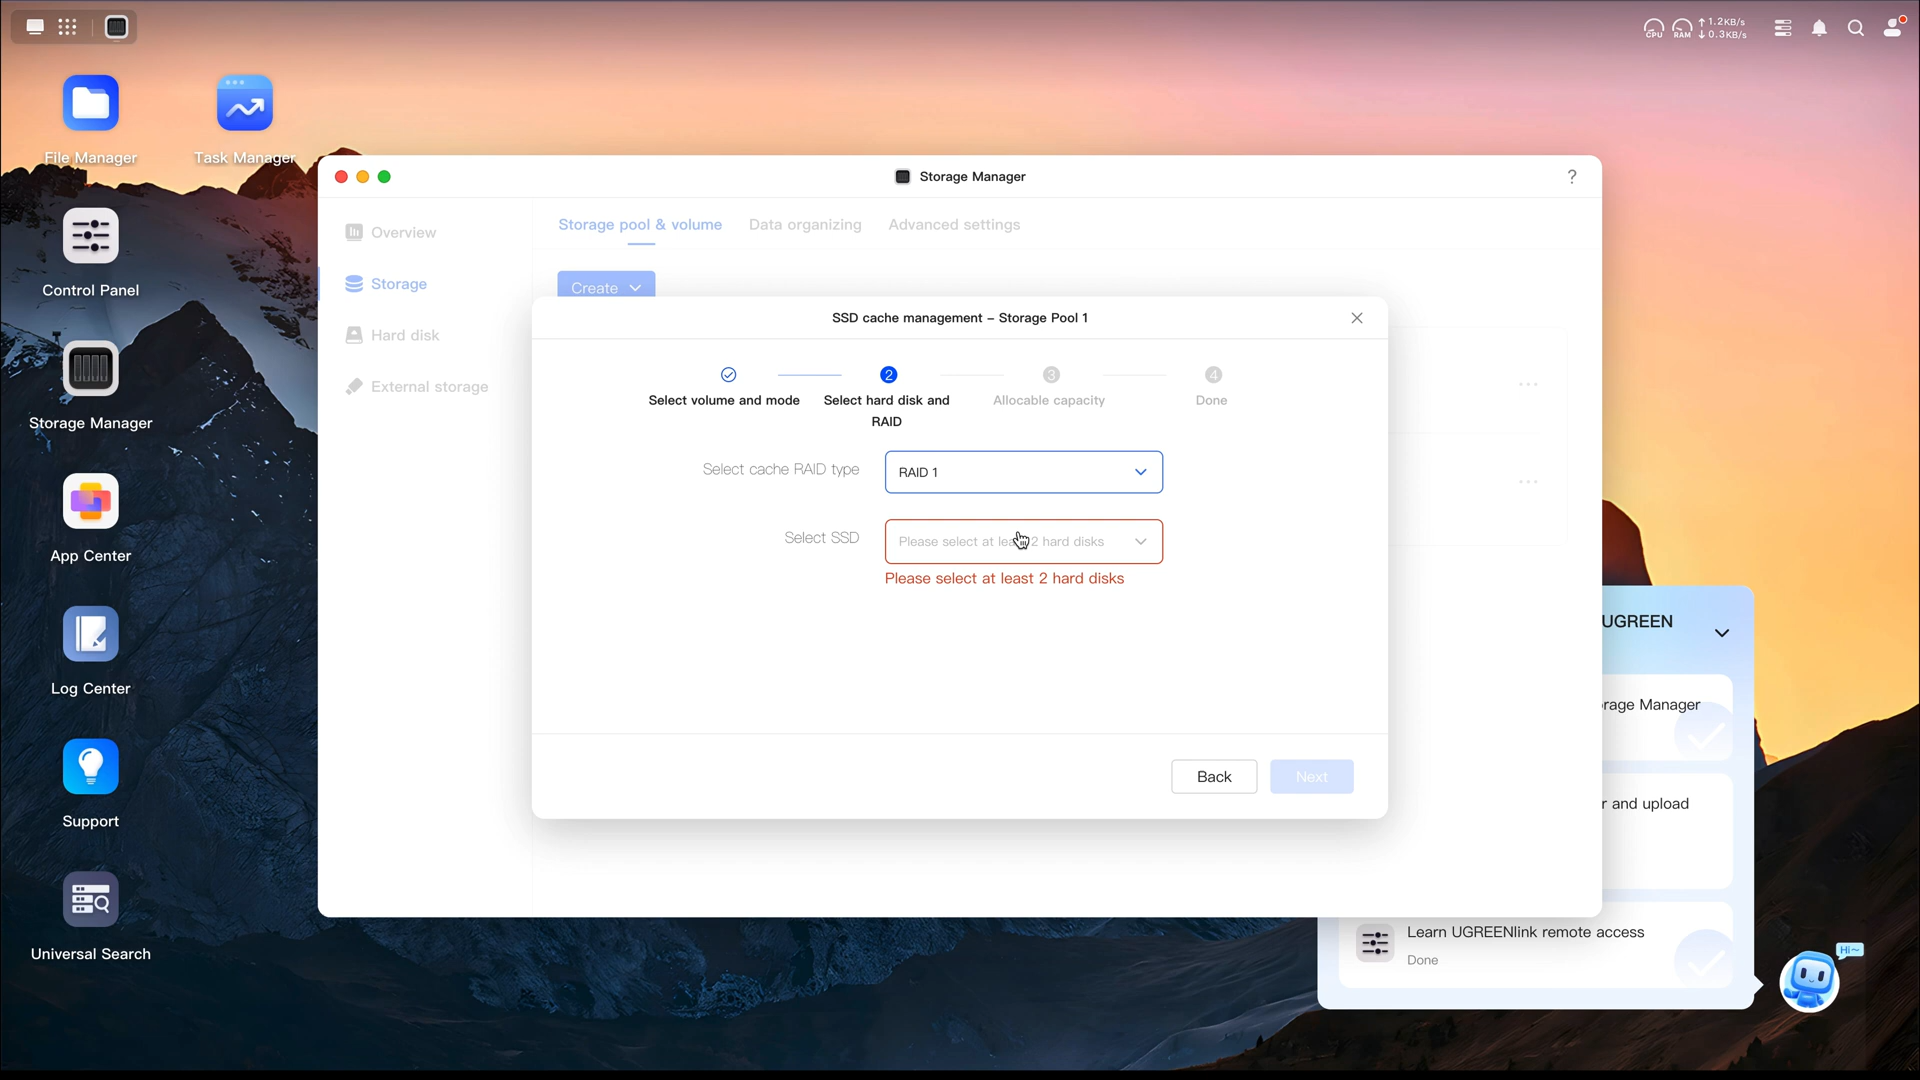 CPU
RAM
1.2KB/s
0.3KB/s
File Manager
Task Manager
Control Panel
Storage Manager
App Center
Log Center
Support
Universal Search
Storage Manager
?
Overview
Storage
Hard disk
External storage
Storage pool & volume
Data organizing
Advanced settings
Create
SSD cache management – Storage Pool 1
2
3
4
Select volume and mode
Select hard disk and
RAID
Allocable capacity
Done
Select cache RAID type
RAID 1
Select SSD
Please select at least 2 hard disks
Please select at least 2 hard disks
Back
Next
UGREEN
rage Manager
r and upload
Learn UGREENlink remote access
Done
Hi~